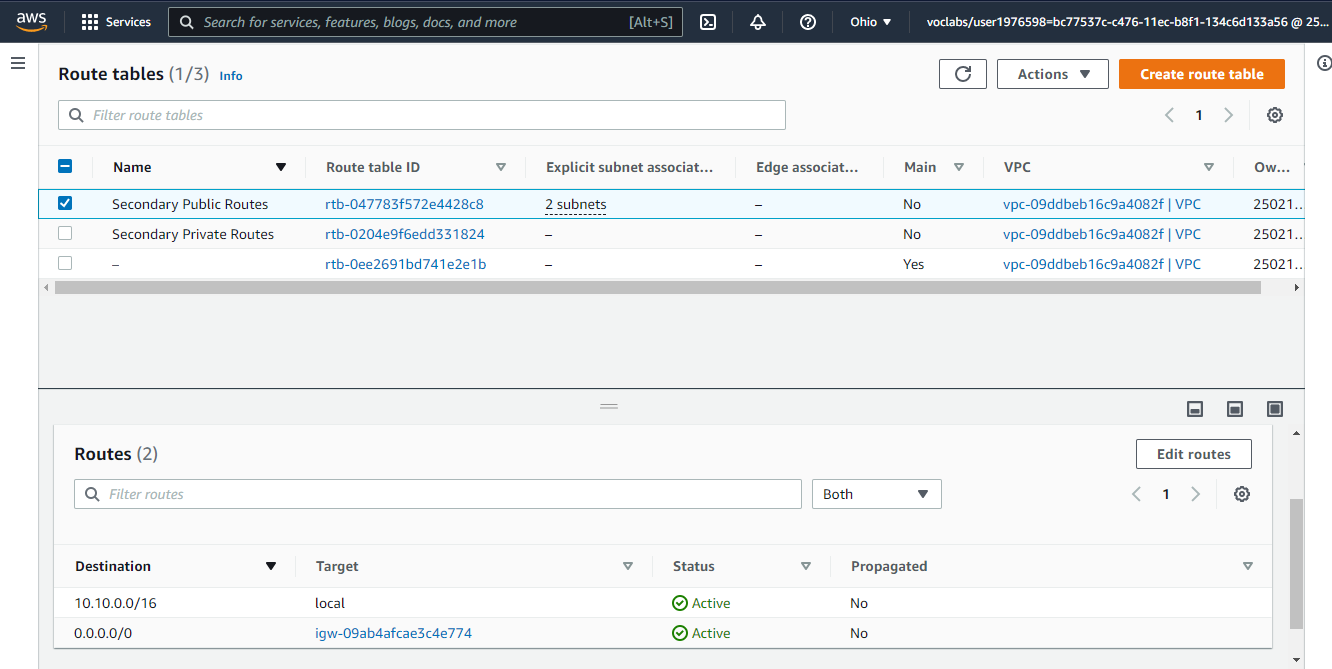 aws Services Search for services, features, blogs, docs, and more [Alt+S] Ohio voclabs/user1976598=bc77537c-c476-11ec-b8f1-134c6d133a56 @ 25...
Route tables (1/3) Info Actions Create route table
Filter route tables 1
Name Route table ID Explicit subnet associat... Edge associat... Main VPC Ow...
Secondary Public Routes rtb-047783f572e4428c8 2 subnets – No vpc-09ddbeb16c9a4082f | VPC 25021...
Secondary Private Routes rtb-0204e9f6edd331824 – – No vpc-09ddbeb16c9a4082f | VPC 25021...
– rtb-0ee2691bd741e2e1b – – Yes vpc-09ddbeb16c9a4082f | VPC 25021...
Routes (2) Edit routes
Filter routes Both 1
Destination Target Status Propagated
10.10.0.0/16 local Active No
0.0.0.0/0 igw-09ab4afcae3c4e774 Active No